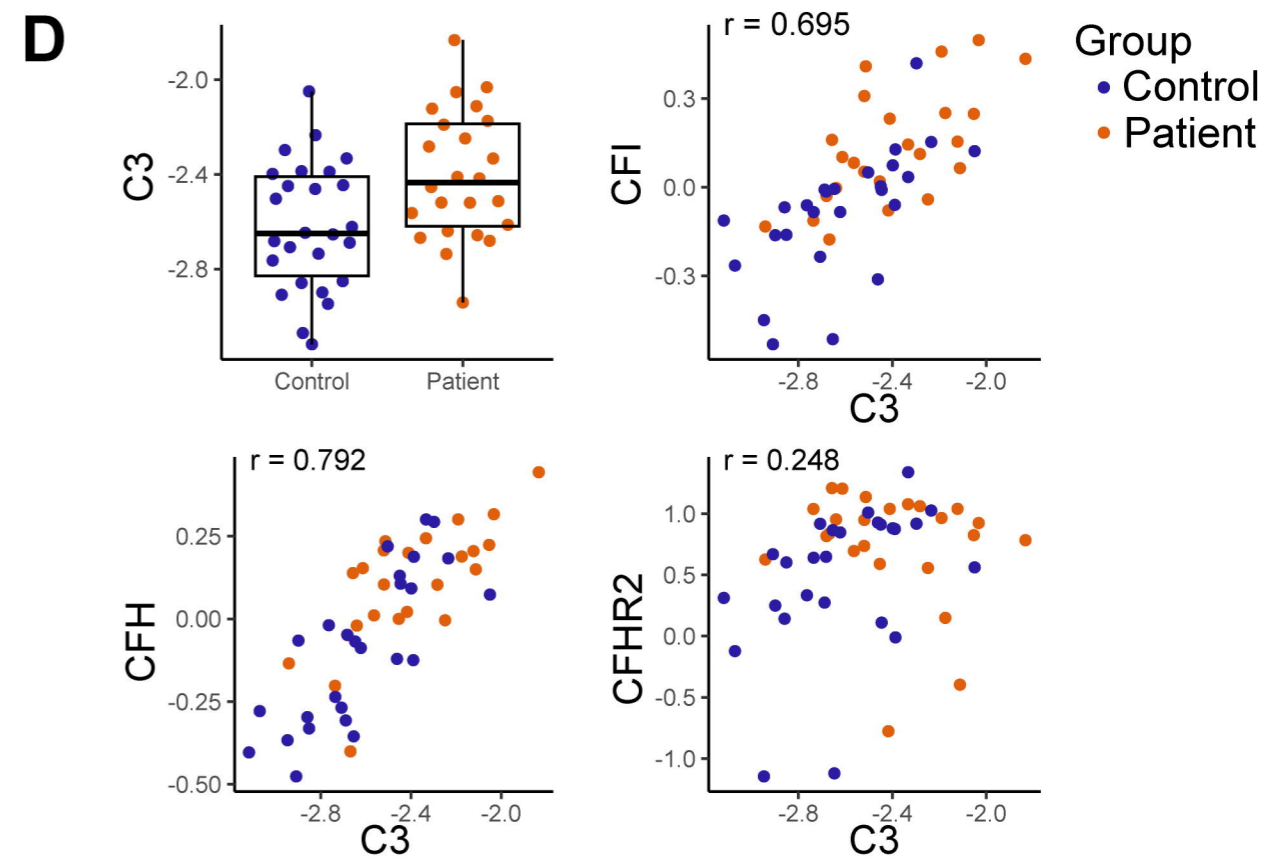 D
C3
-2.0
-2.4
-2.8
Control
Patient
r = 0.695
CFI
0.3
0.0
-0.3
-2.8
-2.4
-2.0
C3
Group
Control
Patient
r = 0.792
CFH
0.25
0.00
-0.25
-0.50
-2.8
-2.4
-2.0
C3
r = 0.248
CFHR2
1.0
0.5
0.0
-0.5
-1.0
-2.8
-2.4
-2.0
C3